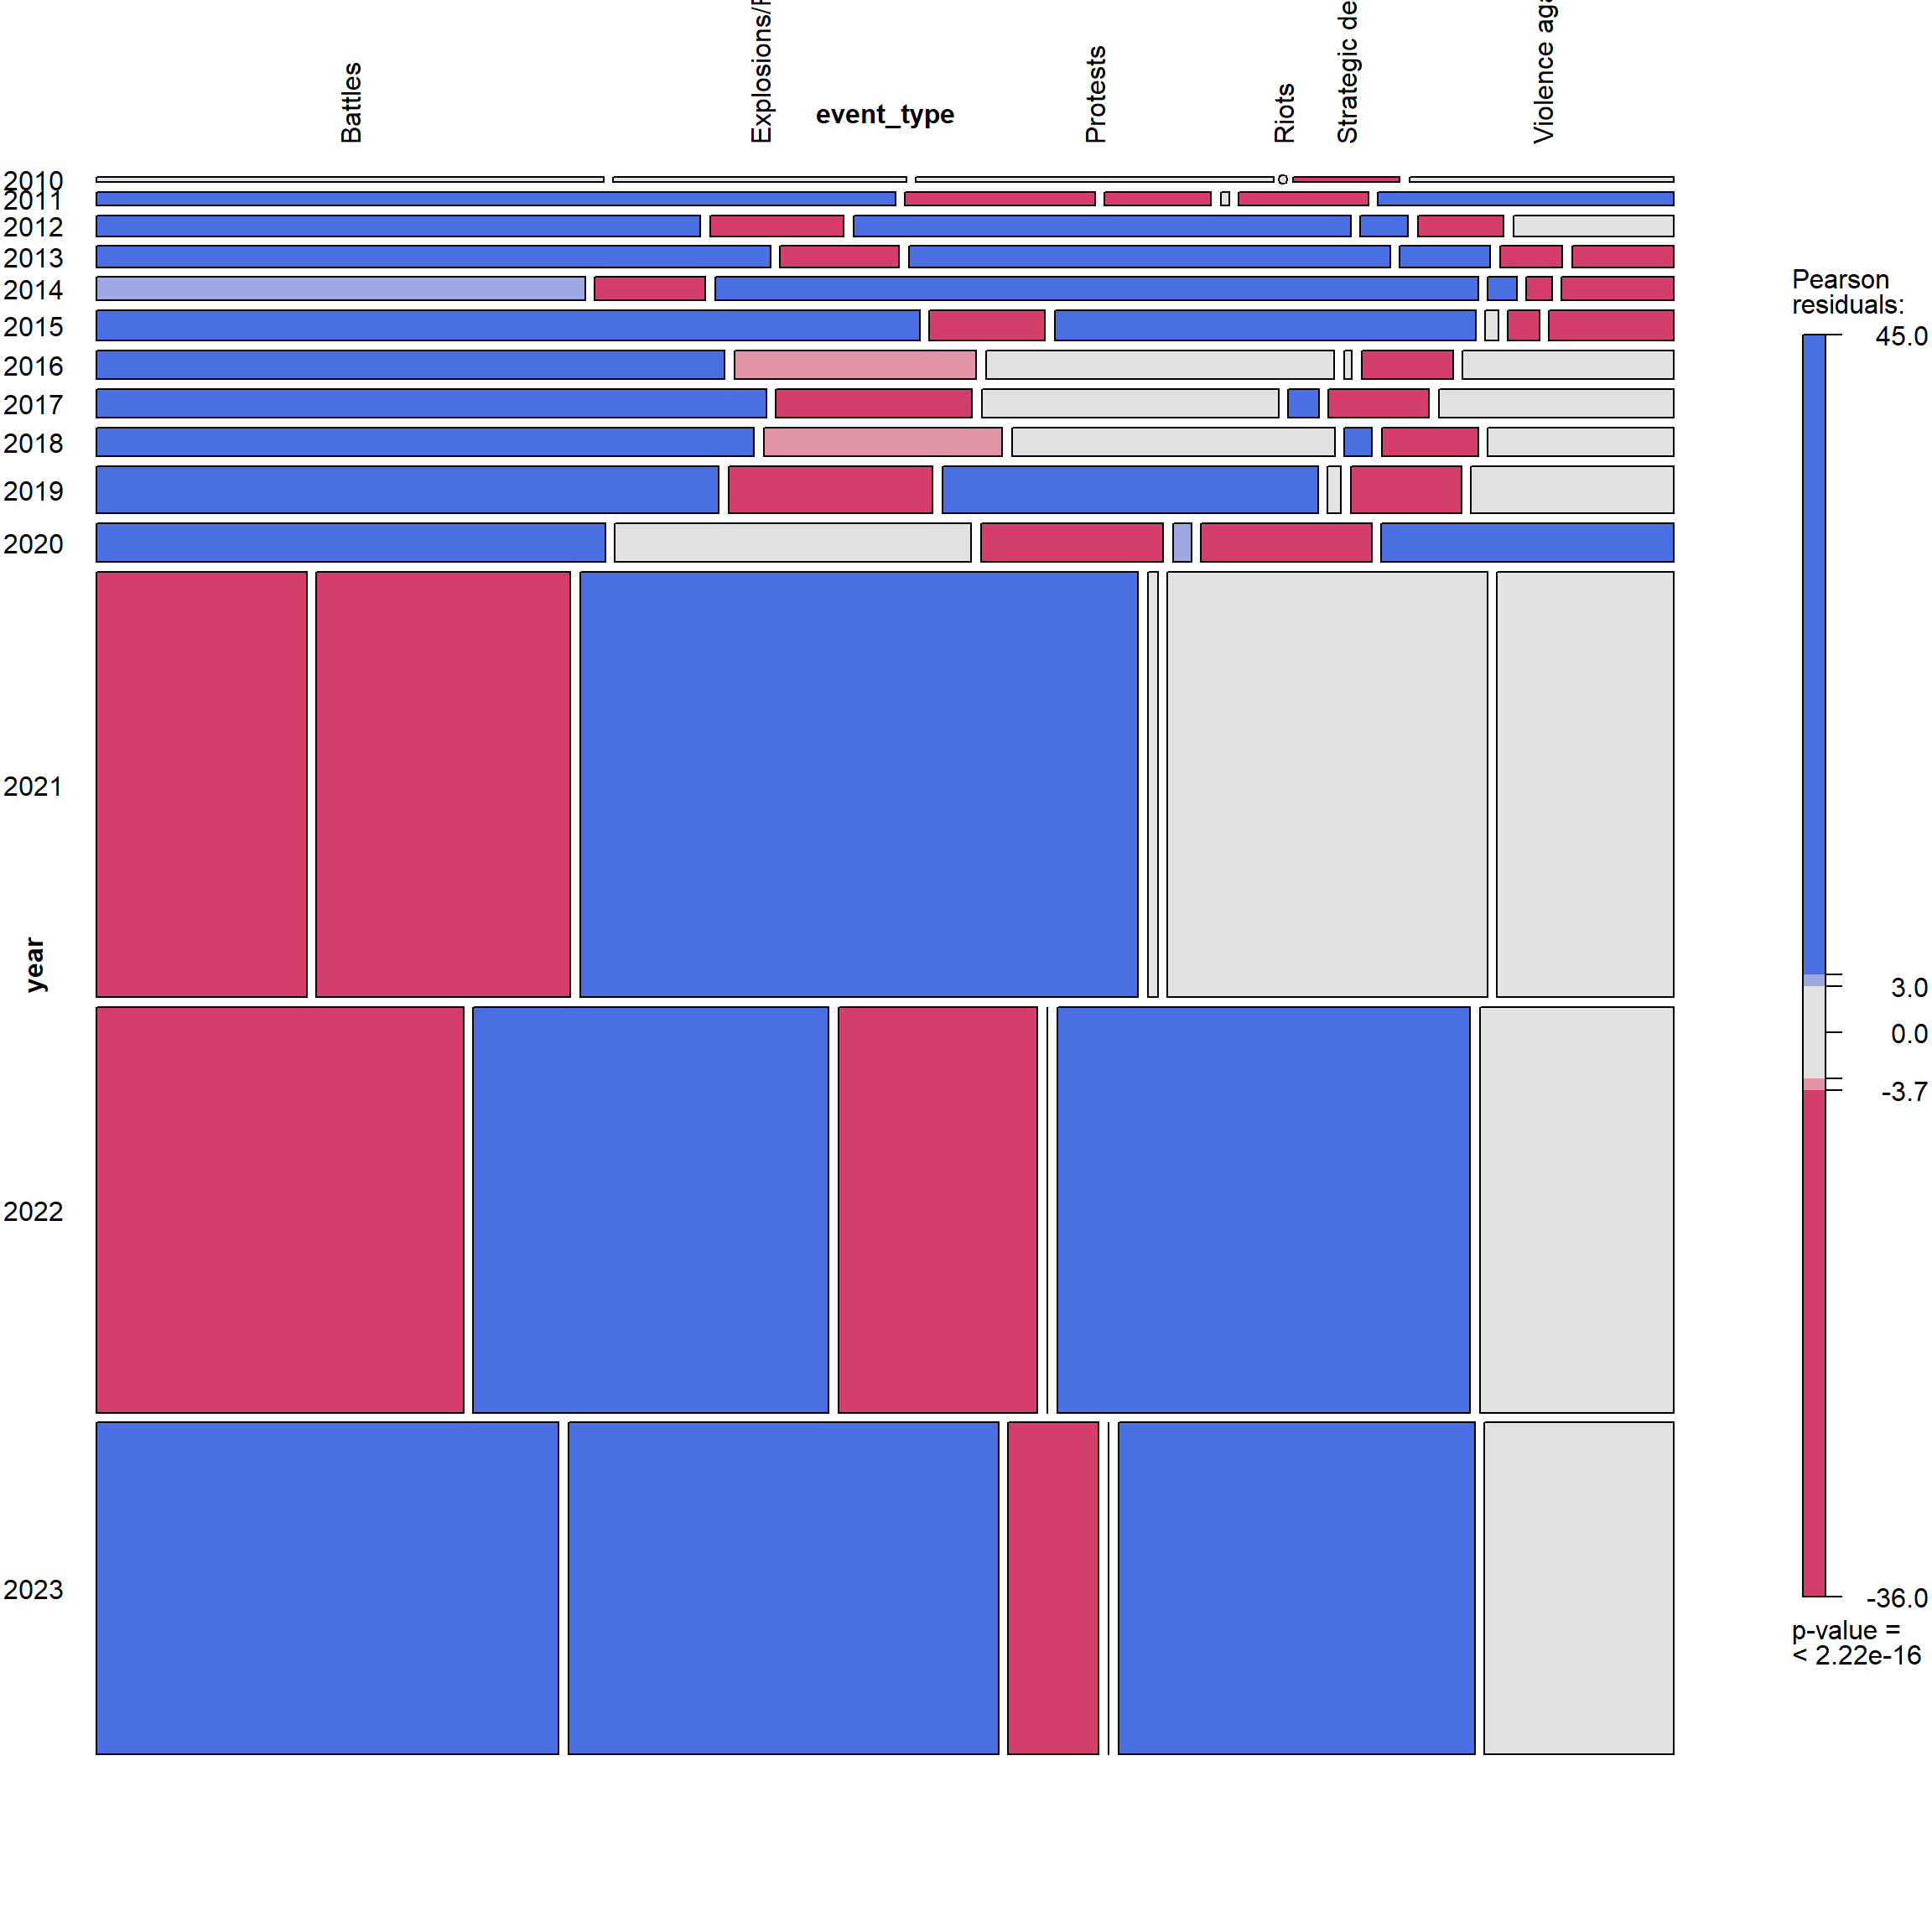 Battles
Explosions/
Protests
Riots
Strategic de
Violence aga
event_type
2010
2011
2012
2013
2014
2015
2016
2017
2018
2019
2020
2021
2022
2023
year
Pearson
residuals:
45.0
3.0
0.0
-3.7
-36.0
p-value =
< 2.22e-16